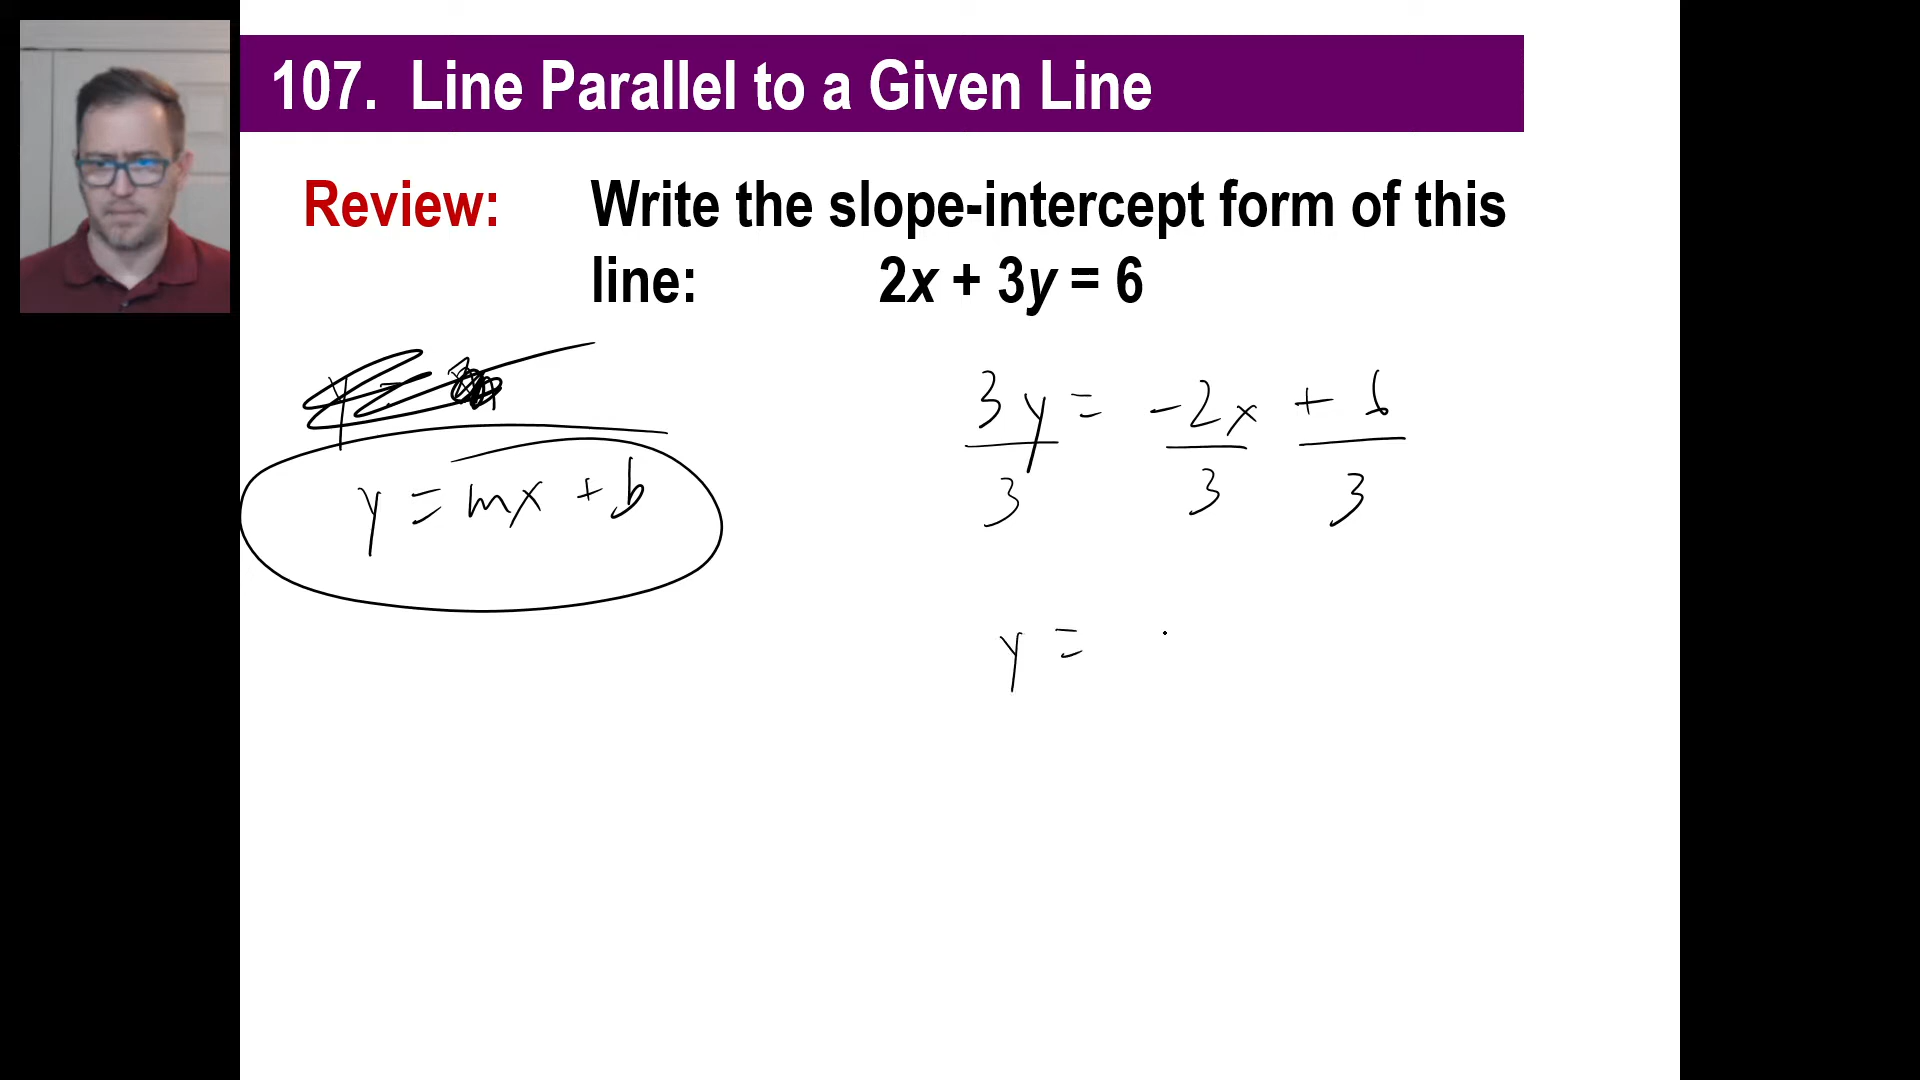 107. Line Parallel to a Given Line
Review: Write the slope-intercept form of this
line: 2x + 3y = 6
y =
3y = -2x + 6
3 3 3
y = mx + b
y =